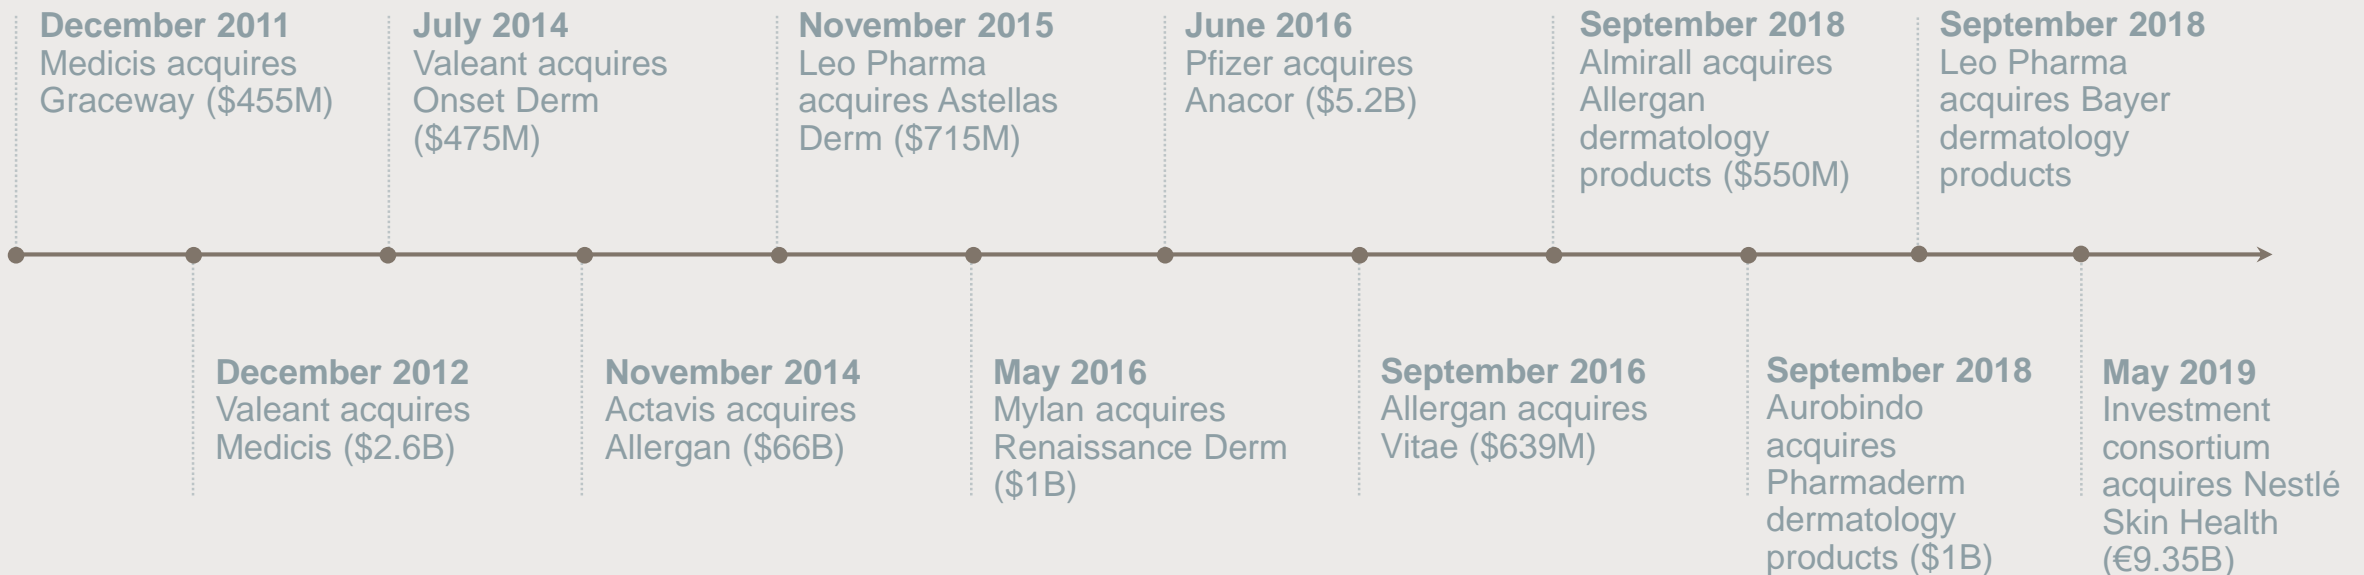 December 2011
Medicis acquires
Graceway ($455M)
July 2014
Valeant acquires
Onset Derm
($475M)
November 2015
Leo Pharma
acquires Astellas
Derm ($715M)
June 2016
Pfizer acquires
Anacor ($5.2B)
September 2018
Almirall acquires
Allergan
dermatology
products ($550M)
September 2018
Leo Pharma
acquires Bayer
dermatology
products
December 2012
Valeant acquires
Medicis ($2.6B)
November 2014
Actavis acquires
Allergan ($66B)
May 2016
Mylan acquires
Renaissance Derm
($1B)
September 2016
Allergan acquires
Vitae ($639M)
September 2018
Aurobindo
acquires
Pharmaderm
dermatology
products ($1B)
May 2019
Investment
consortium
acquires Nestlé
Skin Health
(€9.35B)